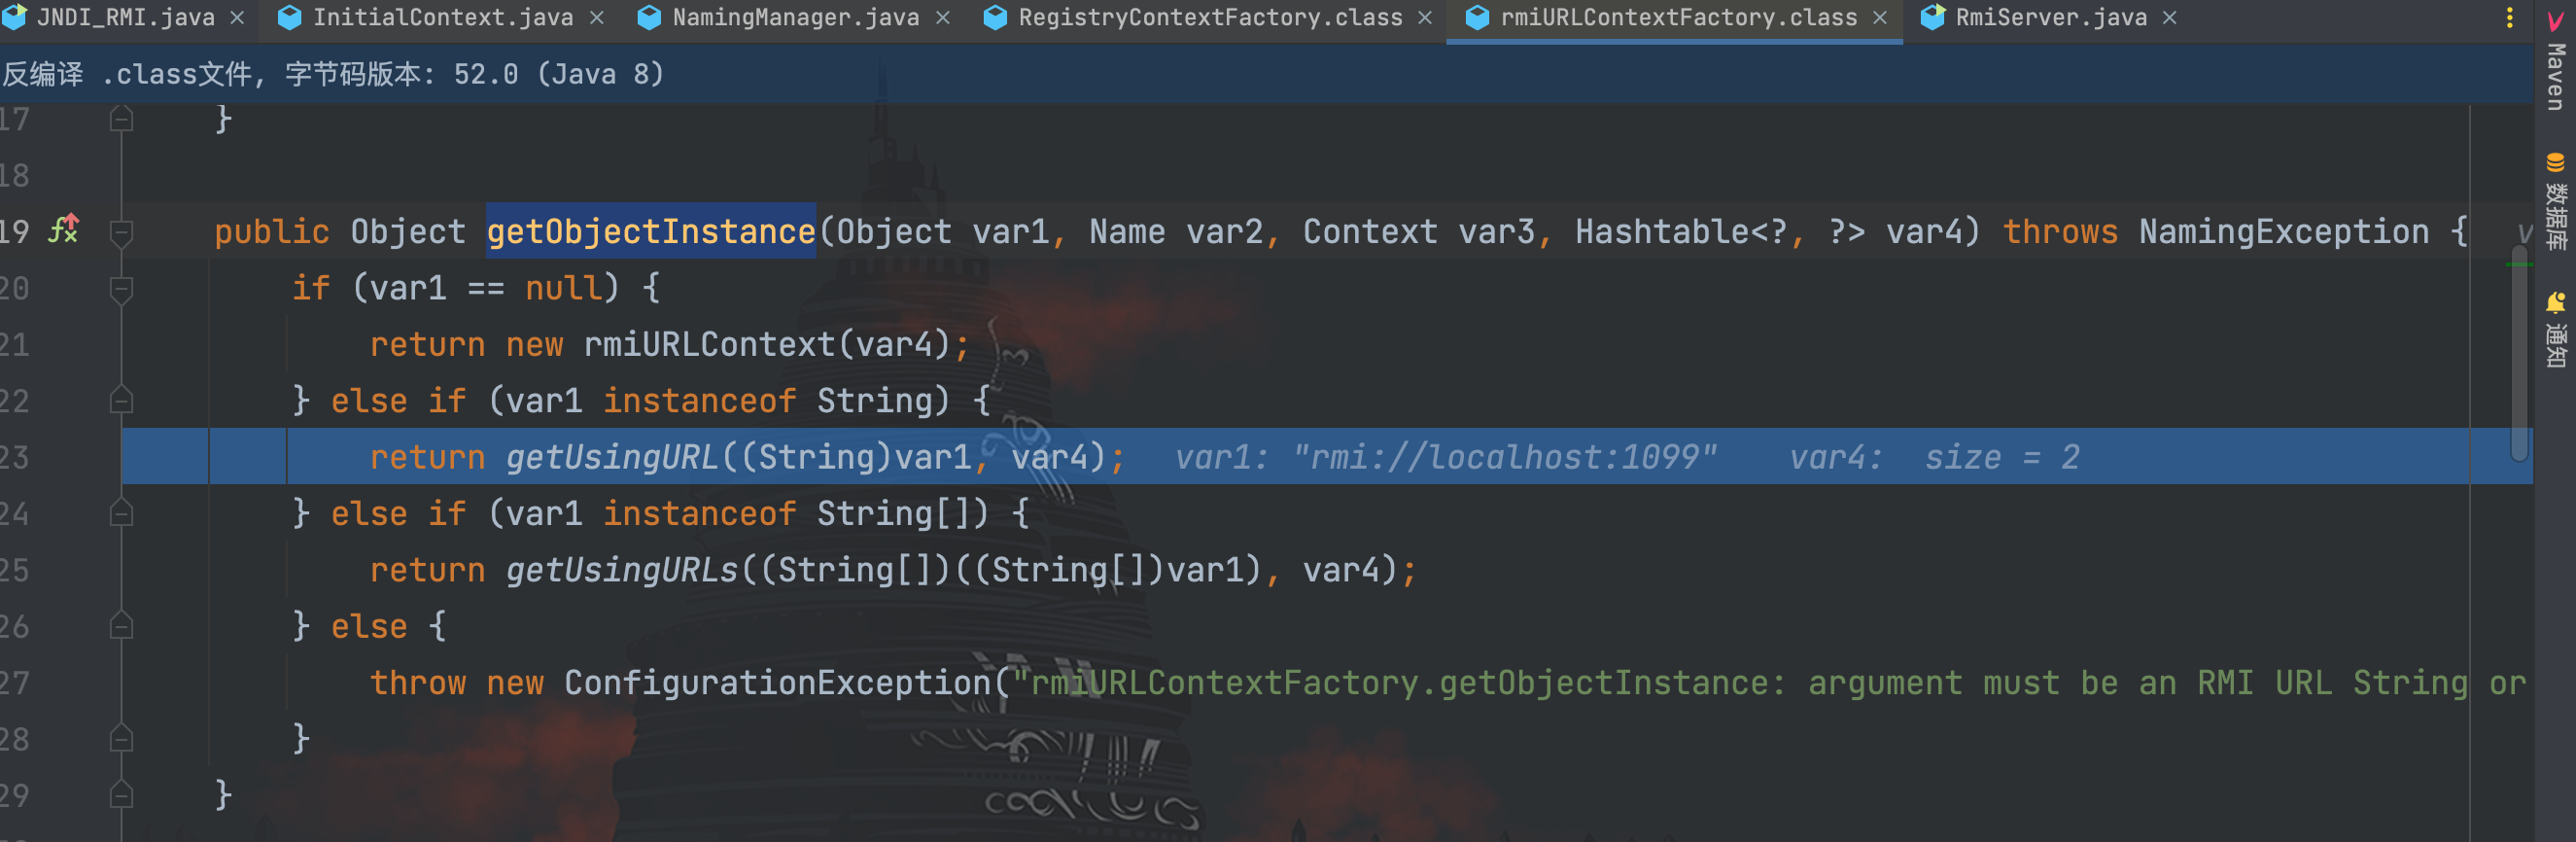 JNDI_RMI.java InitialContext.java NamingManager.java RegistryContextFactory.class rmiURLContextFactory.class RmiServer.java
反编译 .class文件, 字节码版本: 52.0 (Java 8)
17 }
18
19 public Object getObjectInstance(Object var1, Name var2, Context var3, Hashtable<?, ?> var4) throws NamingException { v
20 if (var1 == null) {
21 return new rmiURLContext(var4);
22 } else if (var1 instanceof String) {
23 return getUsingURL((String)var1, var4); var1: "rmi://localhost:1099" var4: size = 2
24 } else if (var1 instanceof String[]) {
25 return getUsingURLs((String[])((String[])var1), var4);
26 } else {
27 throw new ConfigurationException("rmiURLContextFactory.getObjectInstance: argument must be an RMI URL String or
28 }
29 }
Maven
数据库
通知